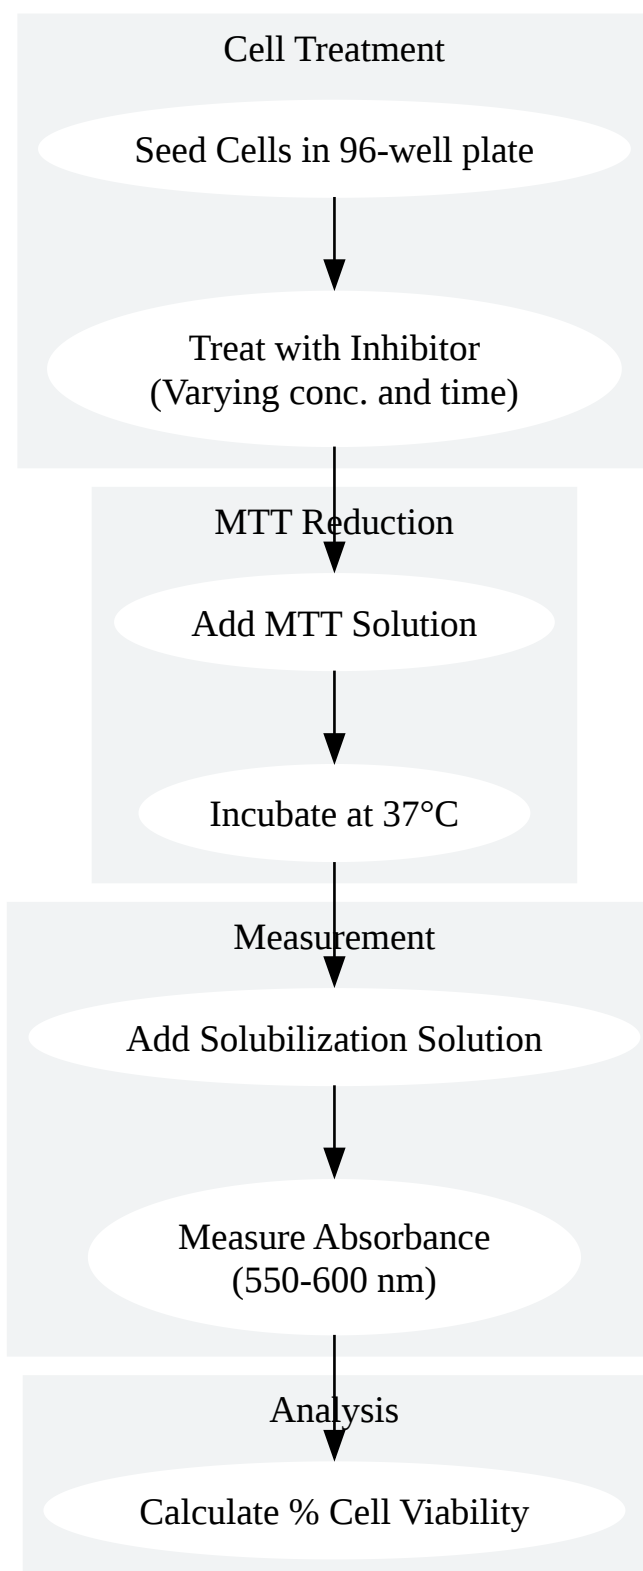 Cell Treatment
Seed Cells in 96-well plate
Treat with Inhibitor
(Varying conc. and time)
MTT Reduction
Add MTT Solution
Incubate at 37°C
Measurement
Add Solubilization Solution
Measure Absorbance
(550-600 nm)
Analysis
Calculate % Cell Viability